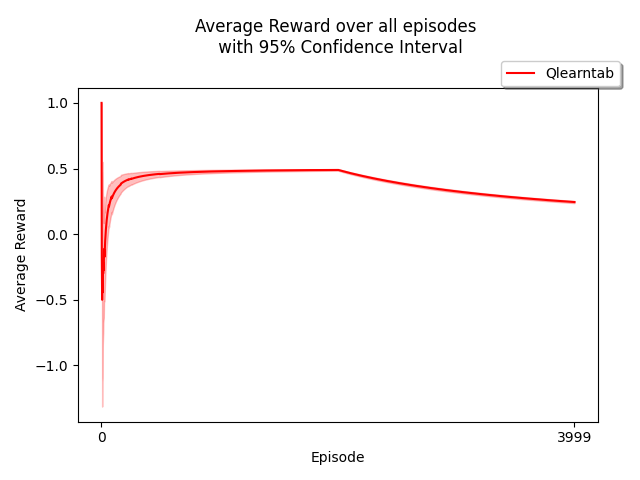 Average Reward over all episodes
with 95% Confidence Interval
Qlearntab
1.0
0.5
0.0
−0.5
−1.0
Average Reward
0
3999
Episode